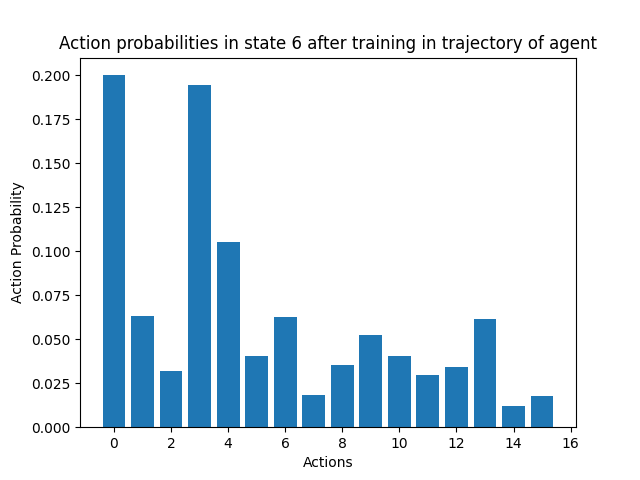 Action probabilities in state 6 after training in trajectory of agent
0.200
0.175
0.150
0.125
0.100
0.075
0.050
0.025
0.000
Action Probability
0 2 4 6 8 10 12 14 16
Actions